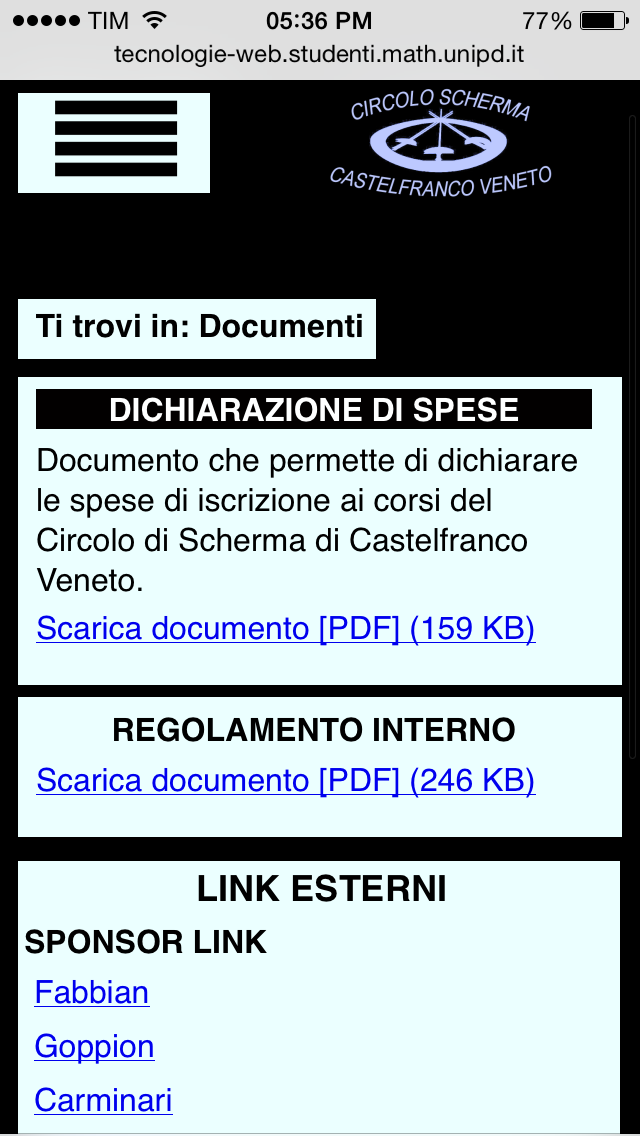 TIM 05:36 PM 77%
tecnologie-web.studenti.math.unipd.it
CIRCOLO SCHERMA
CASTELFRANCO VENETO
Ti trovi in: Documenti
DICHIARAZIONE DI SPESE
Documento che permette di dichiarare
le spese di iscrizione ai corsi del
Circolo di Scherma di Castelfranco
Veneto.
Scarica documento [PDF] (159 KB)
REGOLAMENTO INTERNO
Scarica documento [PDF] (246 KB)
LINK ESTERNI
SPONSOR LINK
Fabbian
Goppion
Carminari